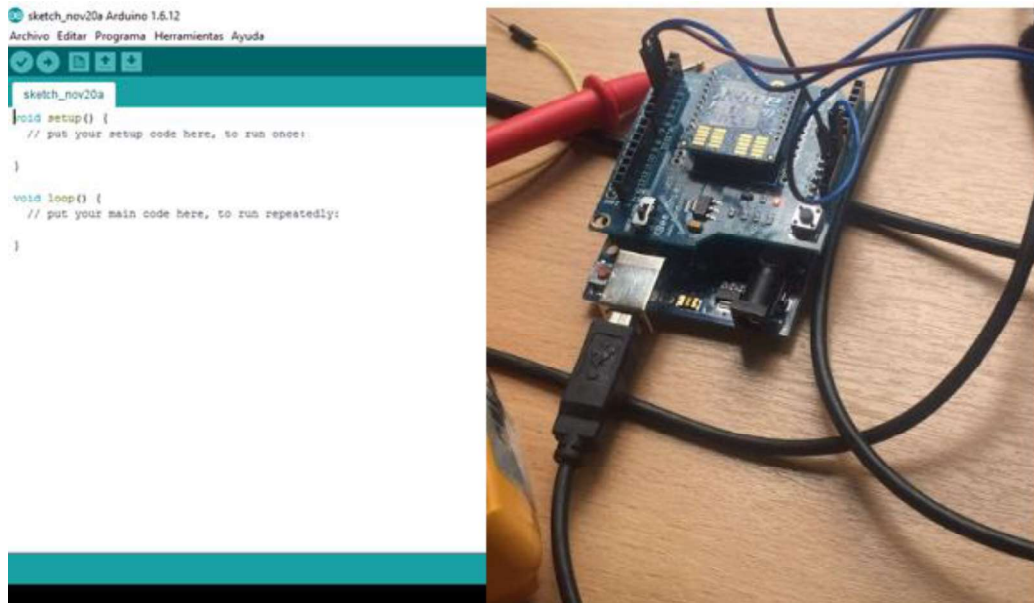 sketch_nov20a Arduino 1.6.12
Archivo Editar Programa Herramientas Ayuda
sketch_nov20a
void setup() {
// put your setup code here, to run once:
}
void loop() {
// put your main code here, to run repeatedly:
}